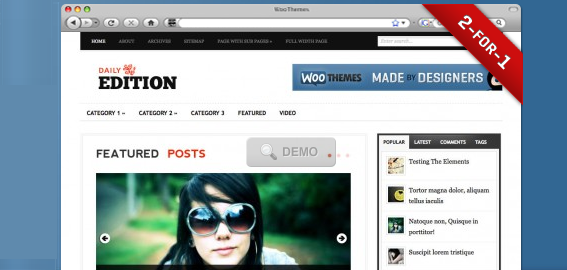 WooThemes
2-FOR-1
HOME ABOUT ARCHIVES SITEMAP PAGE WITH SUB PAGES » FULL WIDTH PAGE
Enter search...
DAILY
EDITION
WOOTHEMES MADE BY DESIGNERS
CATEGORY 1 » CATEGORY 2 » CATEGORY 3 FEATURED VIDEO
FEATURED POSTS
DEMO
POPULAR LATEST COMMENTS TAGS
Testing The Elements
Tortor magna dolor, aliquam
tellus iaculis
Natoque non, Quisque in
porttitor!
Suscipit lorem tristique